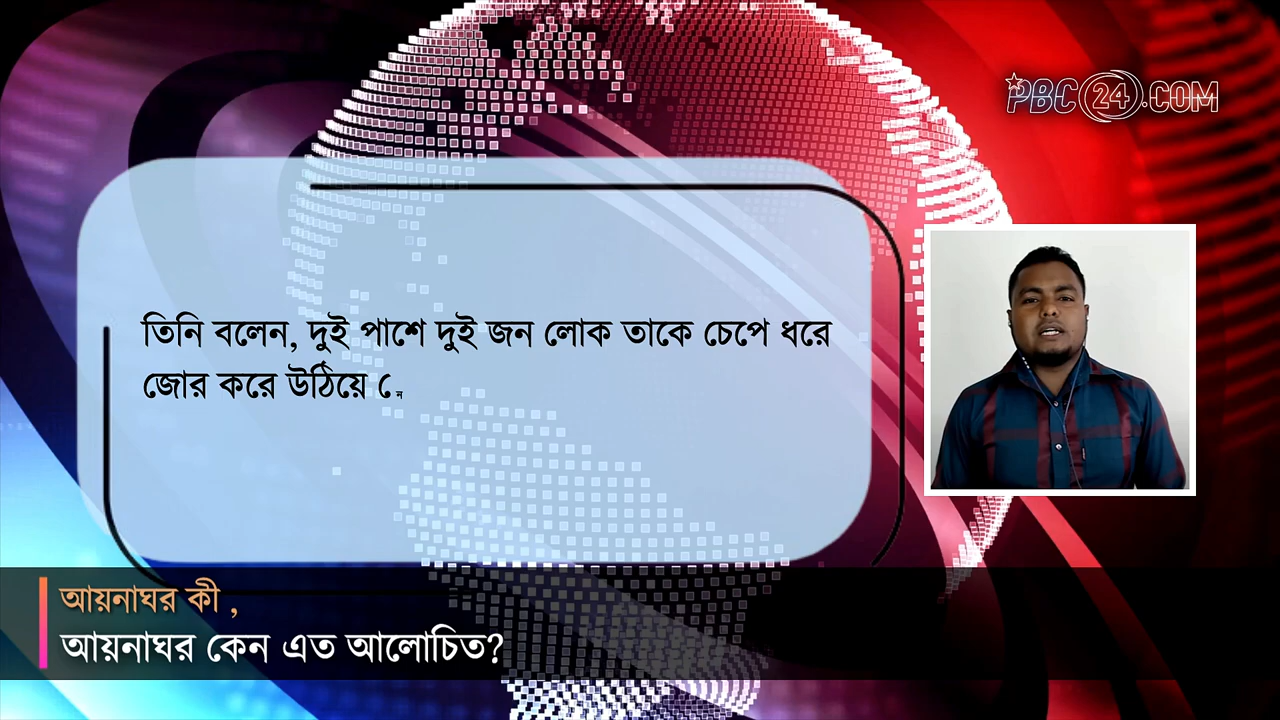 PBC24.COM
তিনি বলেন, দুই পাশে দুই জন লোক তাকে চেপে ধরে
জোর করে উঠিয়ে
আয়নাঘর কী ,
আয়নাঘর কেন এত আলোচিত?